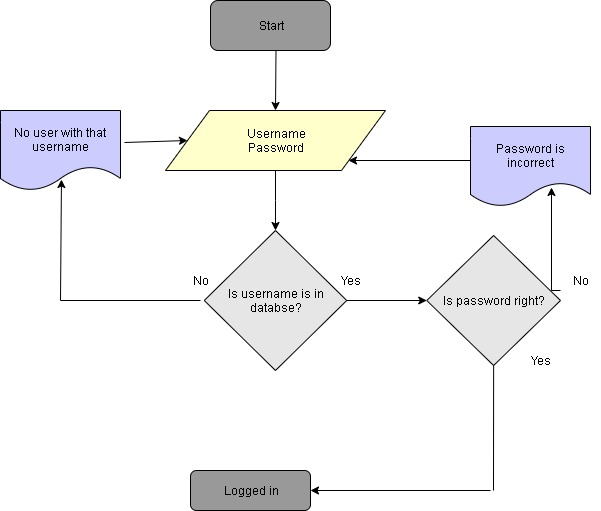 Start
No user with that
username
Username
Password
Password is
incorrect
No
Is username is in
databse?
Yes
Is password right?
No
Yes
Logged in